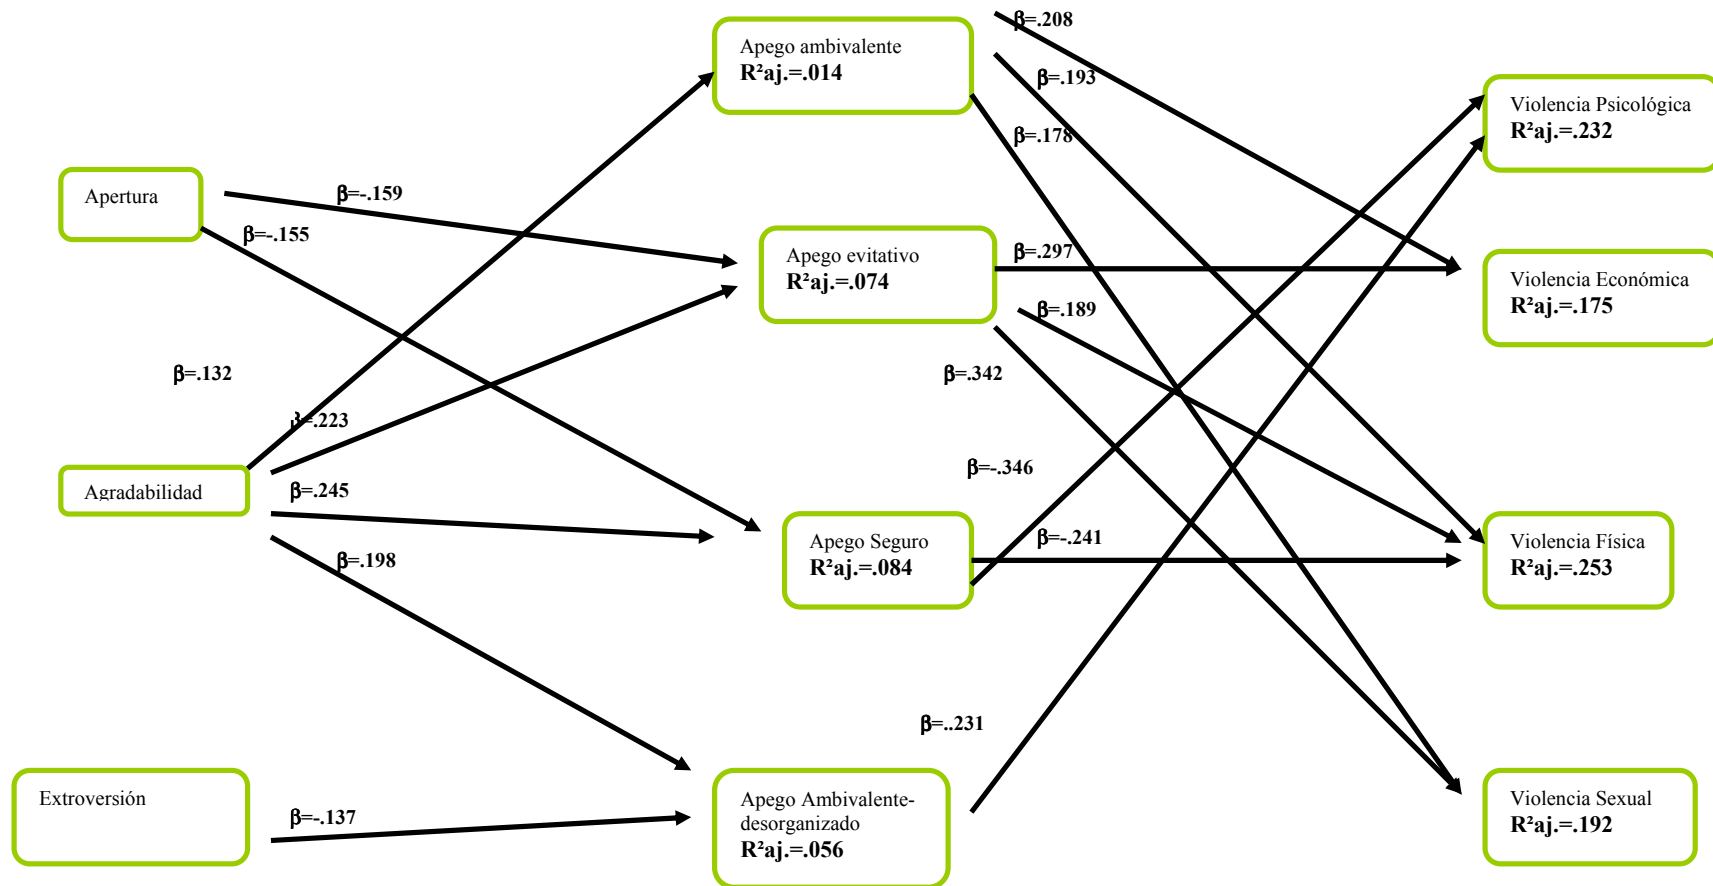 β=.208
Apego ambivalente
R²aj.=.014
β=.193
Violencia Psicológica
R²aj.=.232
β=.178
Apertura
β=-.159
β=-.155
Apego evitativo
R²aj.=.074
β=.297
Violencia Económica
R²aj.=.175
β=.189
β=.132
β=.342
β=.223
β=-.346
Agradabilidad
β=.245
β=-.241
Apego Seguro
R²aj.=.084
Violencia Física
R²aj.=.253
β=.198
β=..231
Extroversión
β=-.137
Apego Ambivalente-
desorganizado
R²aj.=.056
Violencia Sexual
R²aj.=.192